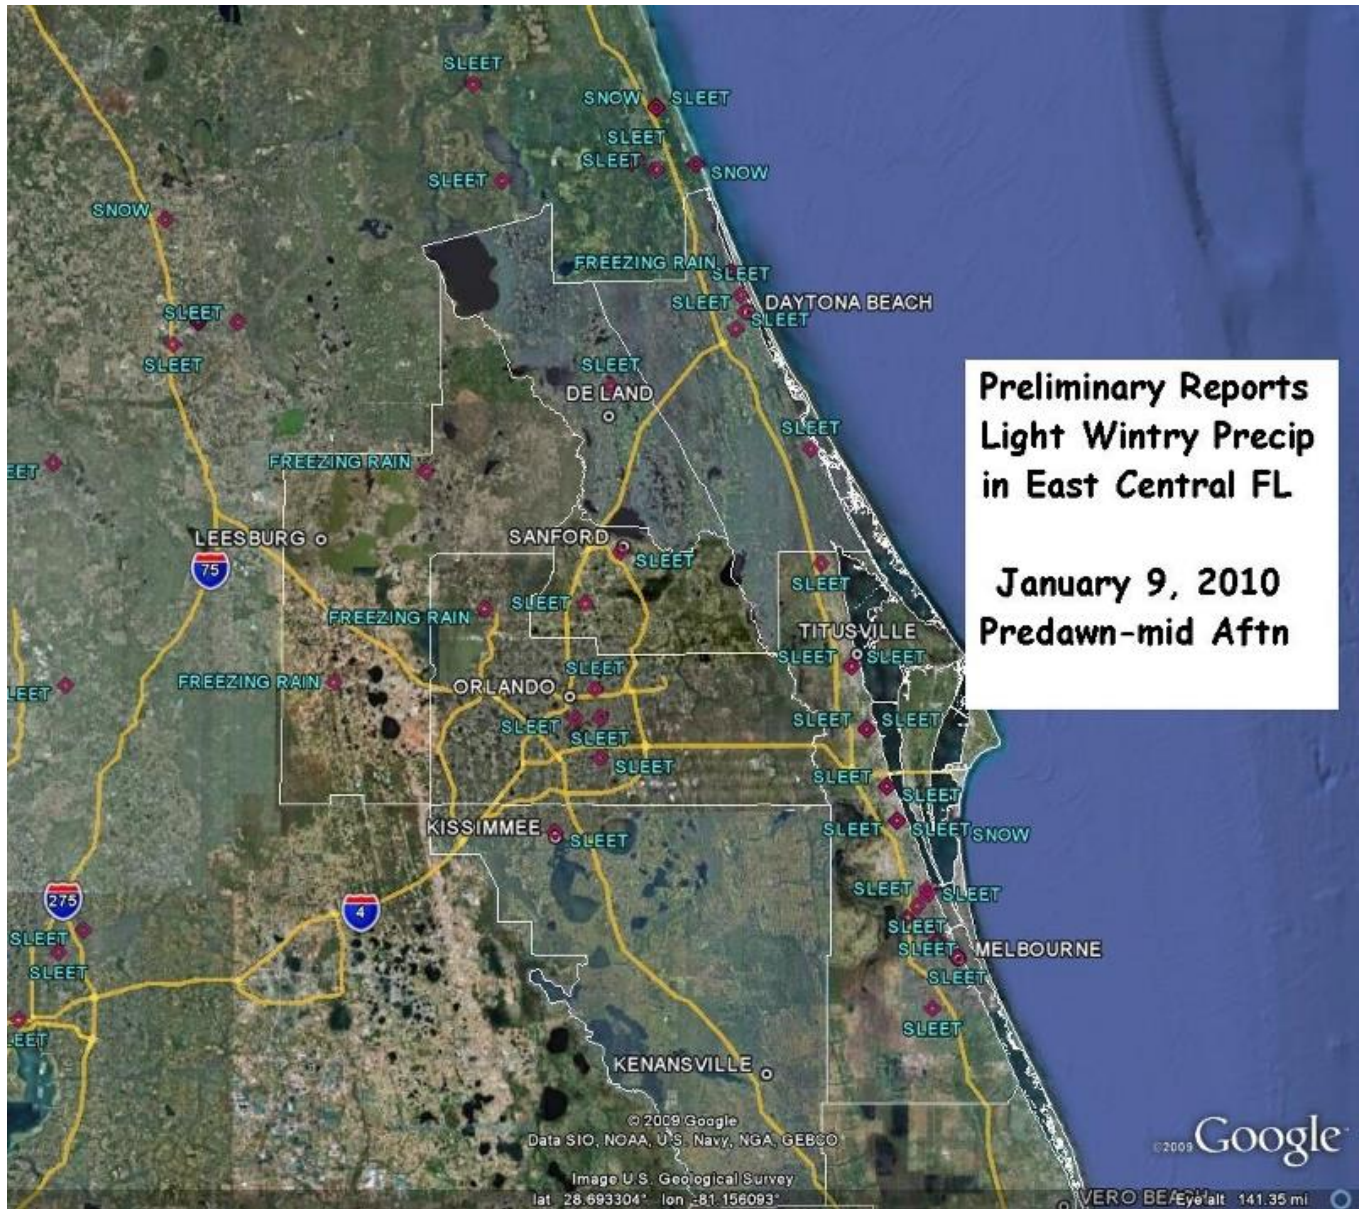 SLEET
SNOW SLEET
SLEET
SLEET
SLEET
SNOW
SNOW
FREEZING RAIN
SLEET
SLEET
DAYTONA BEACH
SLEET
SLEET
SLEET
SLEET
DE LAND
SLEET
FREEZING RAIN
LEESBURG
SANFORD
SLEET
75
SLEET
SLEET
FREEZING RAIN
TITUSVILLE
SLEET
SLEET
SLEET
FREEZING RAIN
ORLANDO
SLEET
SLEET
SLEET
SLEET
SLEET
SLEET
SLEET
KISSIMMEE
SLEET
SLEET
SLEET
SNOW
275
4
SLEET
SLEET
SLEET
SLEET
SLEET
SLEET
MELBOURNE
SLEET
SLEET
KENANSVILLE
Preliminary Reports
Light Wintry Precip
in East Central FL
January 9, 2010
Predawn-mid Aftn
© 2009 Google
Data SIO, NOAA, U.S. Navy, NGA, GEBCO
Image U.S. Geological Survey
lat 28.693304° lon -81.156093°
©2009 Google
VERO BEACH
Eye alt 141.35 mi